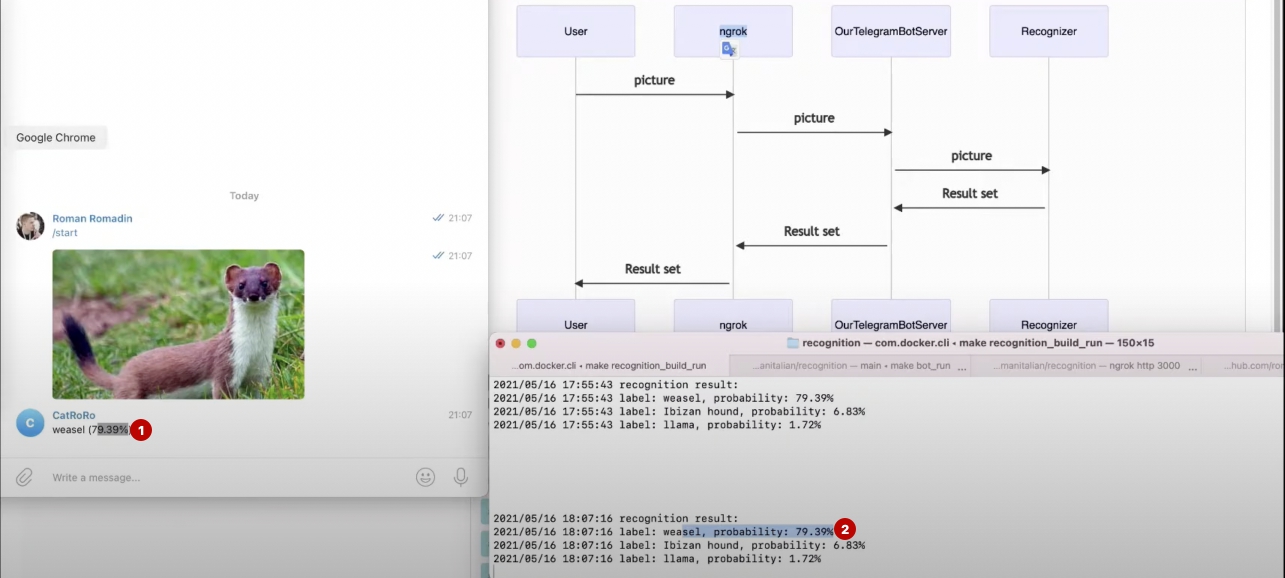 Google Chrome
Today
Roman Romadin
21:07
/start
21:07
CatRoRo
21:07
weasel (79.39%
1
Write a message...
User
ngrok
OurTelegramBotServer
Recognizer
picture
picture
picture
Result set
Result set
Result set
User
ngrok
OurTelegramBotServer
Recognizer
recognition — com.docker.cli • make recognition_build_run — 150×15
...om.docker.cli • make recognition_build_run
...anitalian/recognition — main • make bot_run ...
...manitalian/recognition — ngrok http 3000 ...
...hub.com/ror
2021/05/16 17:55:43 recognition result:
2021/05/16 17:55:43 label: weasel, probability: 79.39%
2021/05/16 17:55:43 label: Ibizan hound, probability: 6.83%
2021/05/16 17:55:43 label: llama, probability: 1.72%
2021/05/16 18:07:16 recognition result:
2021/05/16 18:07:16 label: weasel, probability: 79.39%
2
2021/05/16 18:07:16 label: Ibizan hound, probability: 6.83%
2021/05/16 18:07:16 label: llama, probability: 1.72%
C